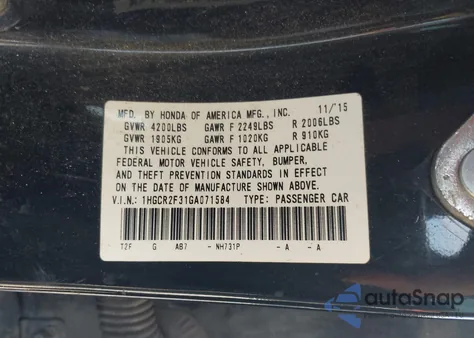 MFD. BY HONDA OF AMERICA MFG., INC. 11/15
GVWR 4200LBS GAWR F 2249LBS R 2006LBS
GVWR 1905KG GAWR F 1020KG R 910KG
THIS VEHICLE CONFORMS TO ALL APPLICABLE
FEDERAL MOTOR VEHICLE SAFETY, BUMPER,
AND THEFT PREVENTION STANDARDS IN EFFECT
ON THE DATE OF MANUFACTURE SHOWN ABOVE.
V.I.N.: 1HGCR2F31GA071584 TYPE: PASSENGER CAR
T2F G AB7 - NH731P - A - A
autoSnap